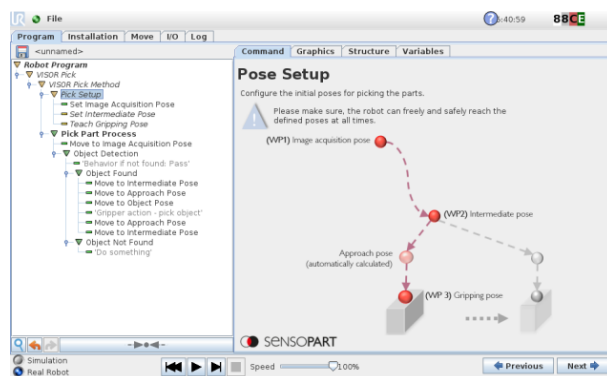 File
:40:59
88CE
Program Installation Move I/O Log
<unnamed>
Command Graphics Structure Variables
Robot Program
VISOR Pick
VISOR Pick Method
Pick Setup
Set Image Acquisition Pose
Set Intermediate Pose
Teach Gripping Pose
Pick Part Process
Move to Image Acquisition Pose
Object Detection
'Behavior if not found: Pass'
Object Found
Move to Intermediate Pose
Move to Approach Pose
Move to Object Pose
'Gripper action - pick object'
Move to Approach Pose
Move to Intermediate Pose
Object Not Found
'Do something'
Pose Setup
Configure the initial poses for picking the parts.
Please make sure, the robot can freely and safely reach the
defined poses at all times.
(WP1) Image acquisition pose
(WP2) Intermediate pose
Approach pose
(automatically calculated)
(WP 3) Gripping pose
SENSOPART
Simulation
Real Robot
Speed 100%
Previous Next